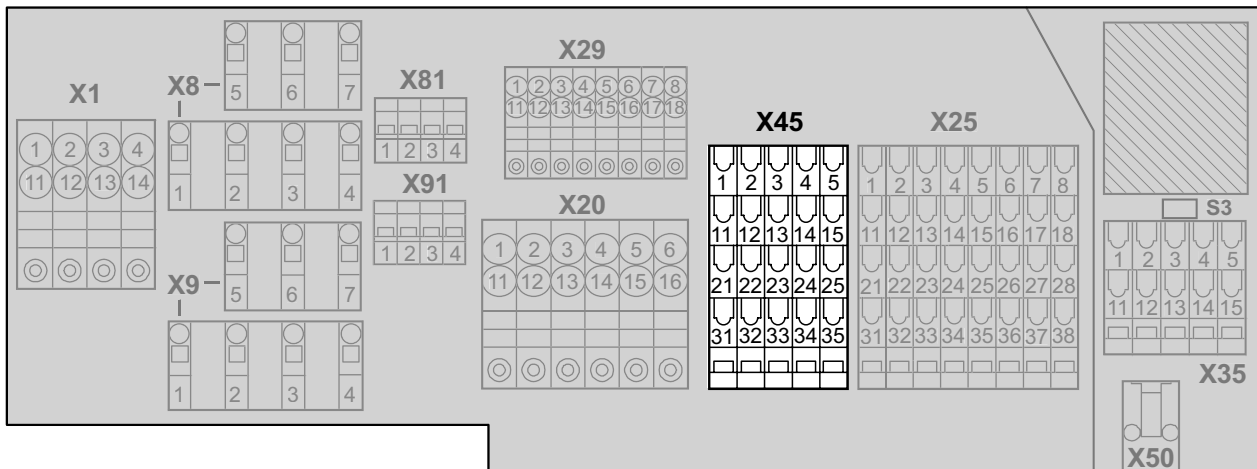 X1
1 2 3 4
11 12 13 14
X8
5 6 7
1 2 3 4
X9
5 6 7
1 2 3 4
X81
1 2 3 4
X91
1 2 3 4
X29
1 2 3 4 5 6 7 8
11 12 13 14 15 16 17 18
X20
1 2 3 4 5 6
11 12 13 14 15 16
X45
1 2 3 4 5
11 12 13 14 15
21 22 23 24 25
31 32 33 34 35
X25
1 2 3 4 5 6 7 8
11 12 13 14 15 16 17 18
21 22 23 24 25 26 27 28
31 32 33 34 35 36 37 38
S3
1 2 3 4 5
11 12 13 14 15
X35
X50